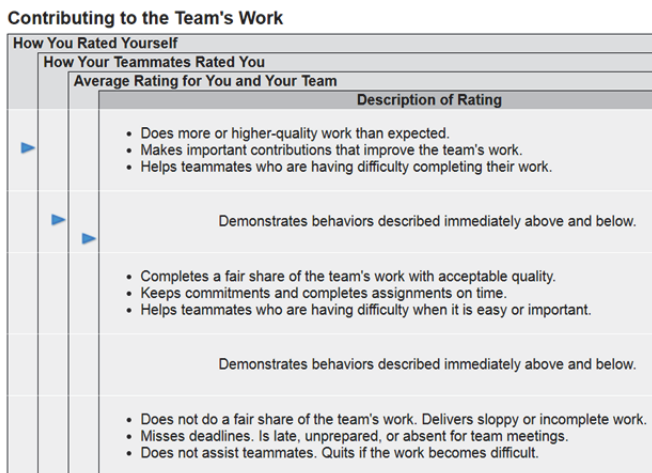 Contributing to the Team's Work
How You Rated Yourself
How Your Teammates Rated You
Average Rating for You and Your Team
Description of Rating
• Does more or higher-quality work than expected.
• Makes important contributions that improve the team's work.
• Helps teammates who are having difficulty completing their work.
Demonstrates behaviors described immediately above and below.
• Completes a fair share of the team's work with acceptable quality.
• Keeps commitments and completes assignments on time.
• Helps teammates who are having difficulty when it is easy or important.
Demonstrates behaviors described immediately above and below.
• Does not do a fair share of the team's work. Delivers sloppy or incomplete work.
• Misses deadlines. Is late, unprepared, or absent for team meetings.
• Does not assist teammates. Quits if the work becomes difficult.